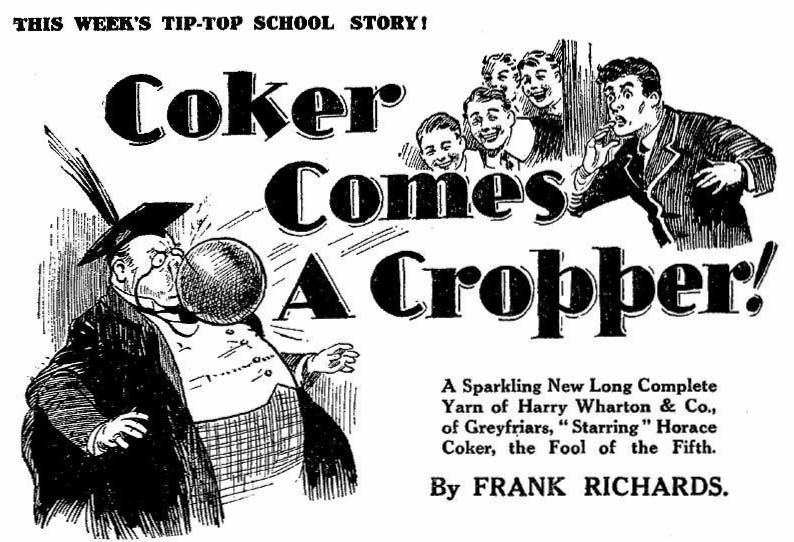 THIS WEEK'S TIP-TOP SCHOOL STORY!
Coker
Comes
A Cropper!
A Sparkling New Long Complete
Yarn of Harry Wharton & Co.,
of Greyfriars, "Starring" Horace
Coker, the Fool of the Fifth.
By FRANK RICHARDS.